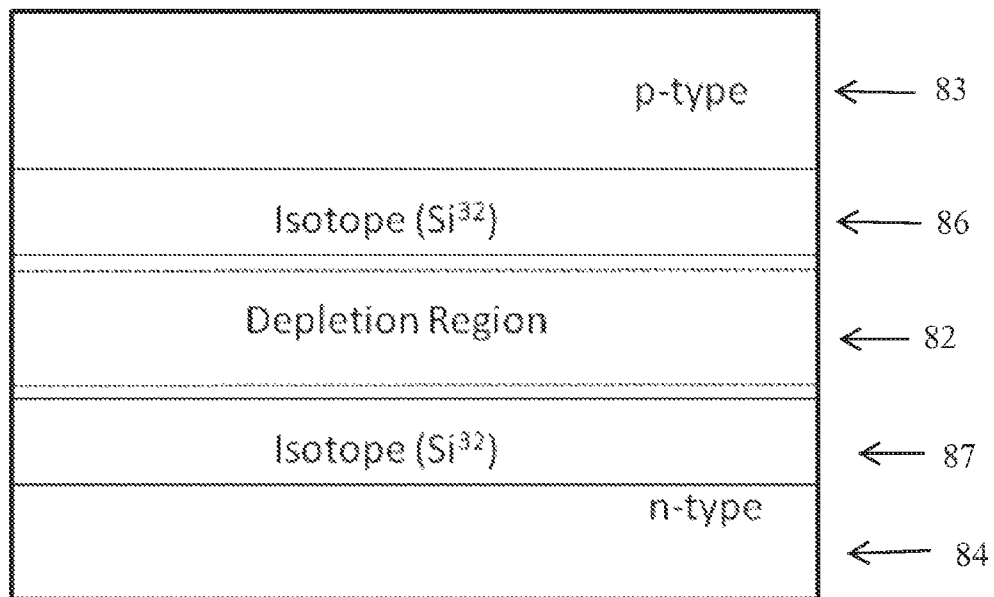 p-type
83
Isotope (Si³²)
86
Depletion Region
82
Isotope (Si³²)
87
n-type
84